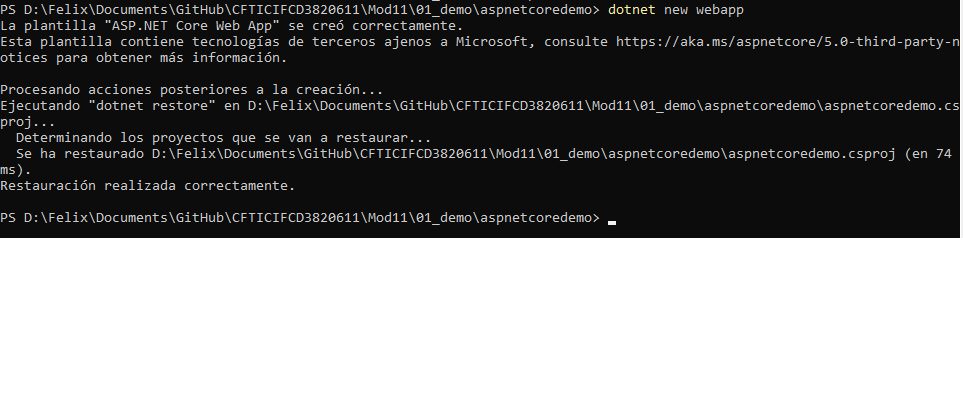 PS D:\Felix\Documents\GitHub\CFTICIFCD3820611\Mod11\01_demo\aspnetcoredemo> dotnet new webapp
La plantilla "ASP.NET Core Web App" se creó correctamente.
Esta plantilla contiene tecnologías de terceros ajenos a Microsoft, consulte https://aka.ms/aspnetcore/5.0-third-party-n
otices para obtener más información.
Procesando acciones posteriores a la creación...
Ejecutando "dotnet restore" en D:\Felix\Documents\GitHub\CFTICIFCD3820611\Mod11\01_demo\aspnetcoredemo\aspnetcoredemo.cs
proj...
  Determinando los proyectos que se van a restaurar...
  Se ha restaurado D:\Felix\Documents\GitHub\CFTICIFCD3820611\Mod11\01_demo\aspnetcoredemo\aspnetcoredemo.csproj (en 74
ms).
Restauración realizada correctamente.
PS D:\Felix\Documents\GitHub\CFTICIFCD3820611\Mod11\01_demo\aspnetcoredemo>